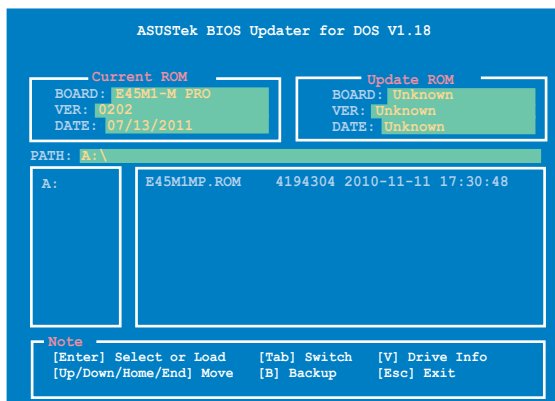 ASUSTek BIOS Updater for DOS V1.18
Current ROM
BOARD: E45M1-M PRO
VER: 0202
DATE: 07/13/2011
Update ROM
BOARD: Unknown
VER: Unknown
DATE: Unknown
PATH: A:\
A:
E45M1MP.ROM 4194304 2010-11-11 17:30:48
Note
[Enter] Select or Load [Tab] Switch [V] Drive Info
[Up/Down/Home/End] Move [B] Backup [Esc] Exit